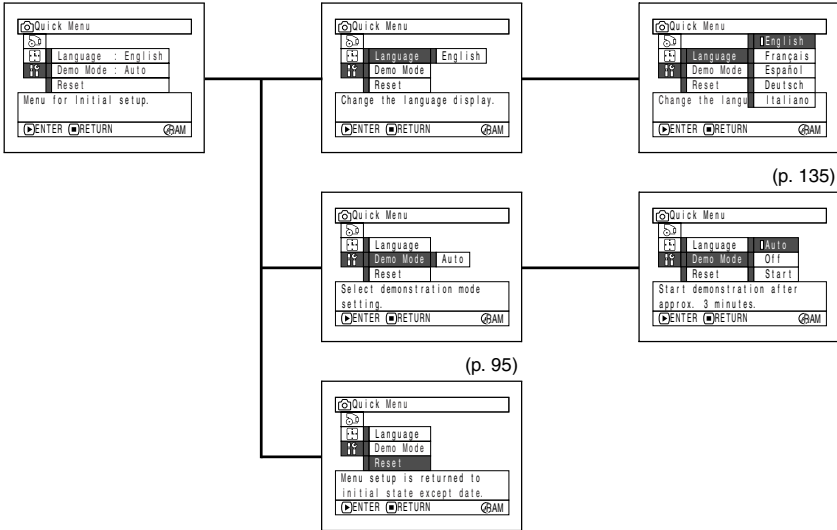 Quick Menu
Language : English
Demo Mode : Auto
Reset
Menu for Initial setup.
ENTER RETURN RAM
Quick Menu
Language English
Demo Mode
Reset
Change the language display.
ENTER RETURN RAM
Quick Menu
English
Language Français
Demo Mode Español
Reset Deutsch
Change the langu Italiano
ENTER RETURN RAM
(p. 135)
Quick Menu
Language
Demo Mode Auto
Reset
Select demonstration mode
setting.
ENTER RETURN RAM
(p. 95)
Quick Menu
Language Auto
Demo Mode Off
Reset Start
Start demonstration after
approx. 3 minutes.
ENTER RETURN RAM
Quick Menu
Language
Demo Mode
Reset
Menu setup is returned to
initial state except date.
ENTER RETURN RAM